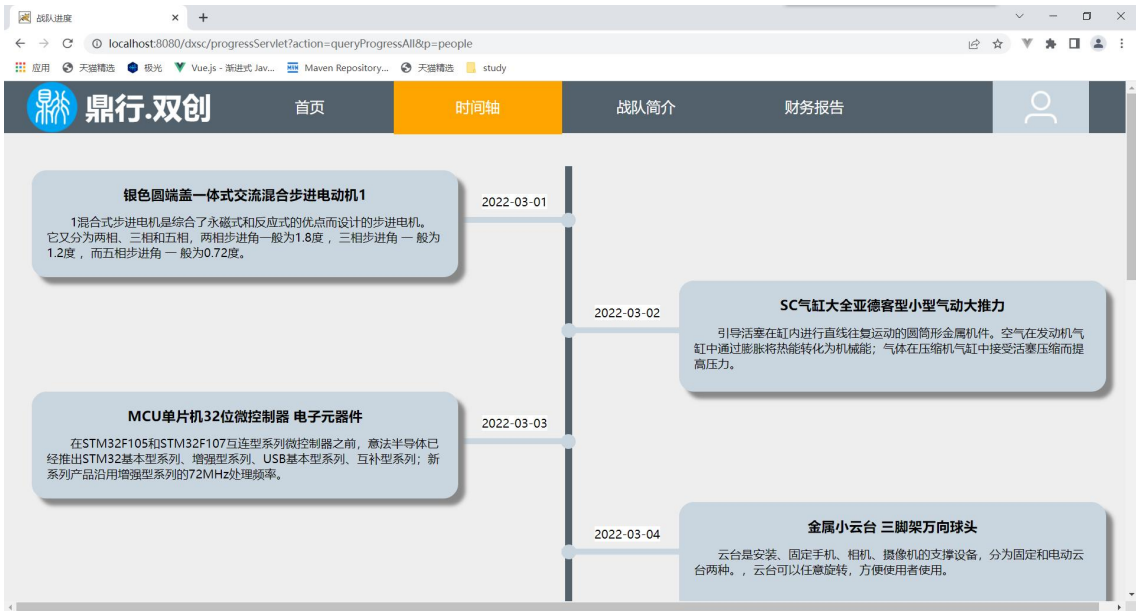 战队进度
localhost:8080/dxsc/progressServlet?action=queryProgressAll&p=people
应用 天猫精选 极光 Vue.js - 渐进式 Jav... Maven Repository... 天猫精选 study
鼎行.双创 首页 时间轴 战队简介 财务报告
银色圆端盖一体式交流混合步进电动机1
1混合式步进电机是综合了永磁式和反应式的优点而设计的步进电机。
它又分为两相、三相和五相，两相步进角一般为1.8度 ，三相步进角 一 般为
1.2度 ，而五相步进角 一 般为0.72度。
2022-03-01
2022-03-02
SC气缸大全亚德客型小型气动大推力
引导活塞在缸内进行直线往复运动的圆筒形金属机件。空气在发动机气
缸中通过膨胀将热能转化为机械能；气体在压缩机气缸中接受活塞压缩而提
高压力。
MCU单片机32位微控制器 电子元器件
在STM32F105和STM32F107互连型系列微控制器之前，意法半导体已
经推出STM32基本型系列、增强型系列、USB基本型系列、互补型系列；新
系列产品沿用增强型系列的72MHz处理频率。
2022-03-03
2022-03-04
金属小云台 三脚架万向球头
云台是安装、固定手机、相机、摄像机的支撑设备，分为固定和电动云
台两种。，云台可以任意旋转，方便使用者使用。